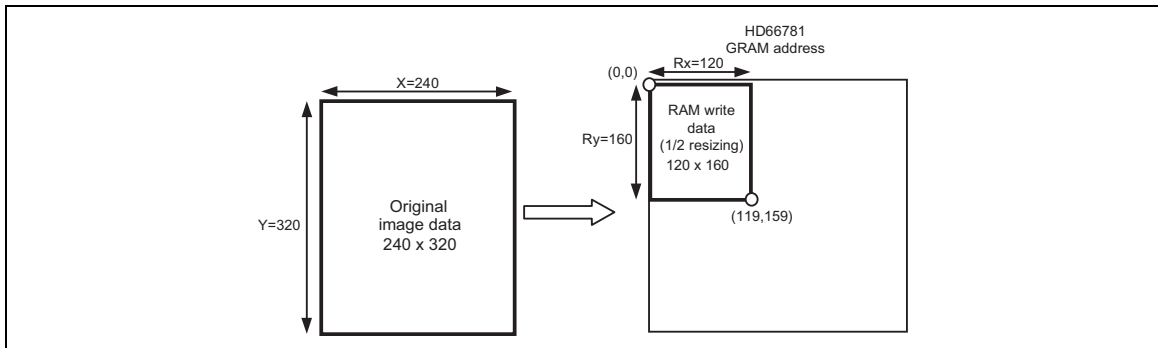 X=240
Y=320
Original
image data
240 x 320
HD66781
GRAM address
Rx=120
(0,0)
Ry=160
RAM write
data
(1/2 resizing)
120 x 160
(119,159)